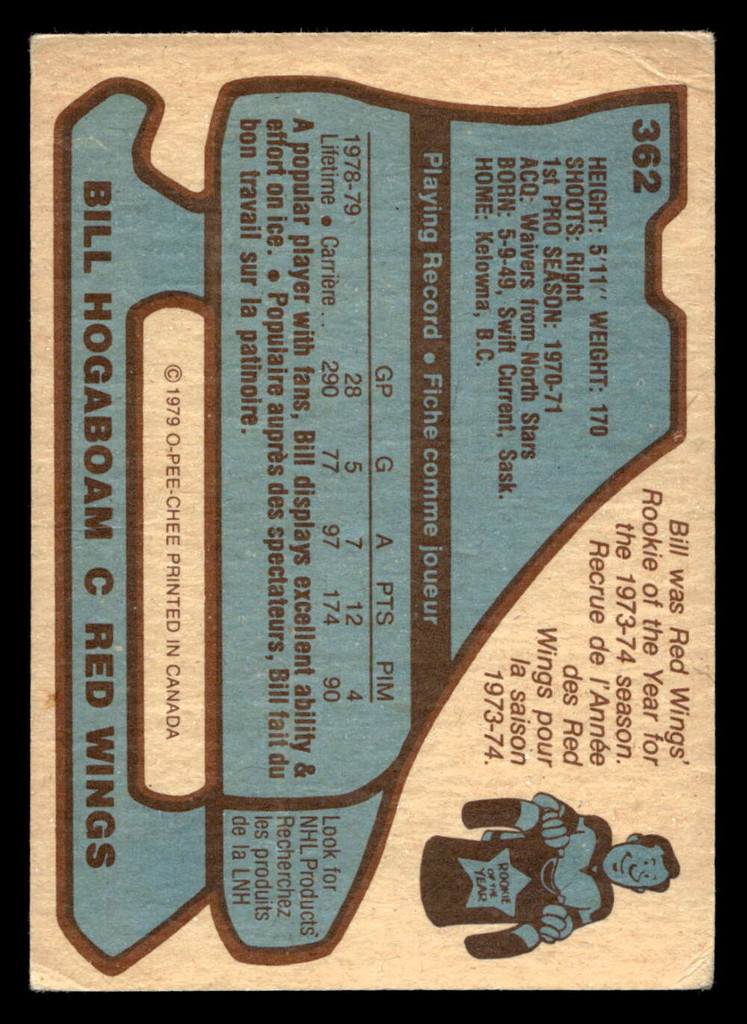 362
HEIGHT: 5'11" WEIGHT: 170
SHOOTS: Right
1st PRO SEASON: 1970-71
ACQ: Waivers from North Stars
BORN: 5-9-49, Swift Current, Sask.
HOME: Kelowna, B.C.
Bill was Red Wings'
Rookie of the Year for
the 1973-74 season.
Recrue de l'Année
des Red
Wings pour
la saison
1973-74.
ROOKIE
OF THE
YEAR
Playing Record • Fiche comme joueur
GP G A PTS PIM
1978-79 28 5 7 12 4
Lifetime • Carrière .. 290 77 97 174 90
A popular player with fans, Bill displays excellent ability &
effort on ice. • Populaire auprès des spectateurs, Bill fait du
bon travail sur la patinoire.
Look for
NHL Products
Recherchez
les produits
de la LNH
© 1979 O-PEE-CHEE PRINTED IN CANADA
BILL HOGABOAM C RED WINGS